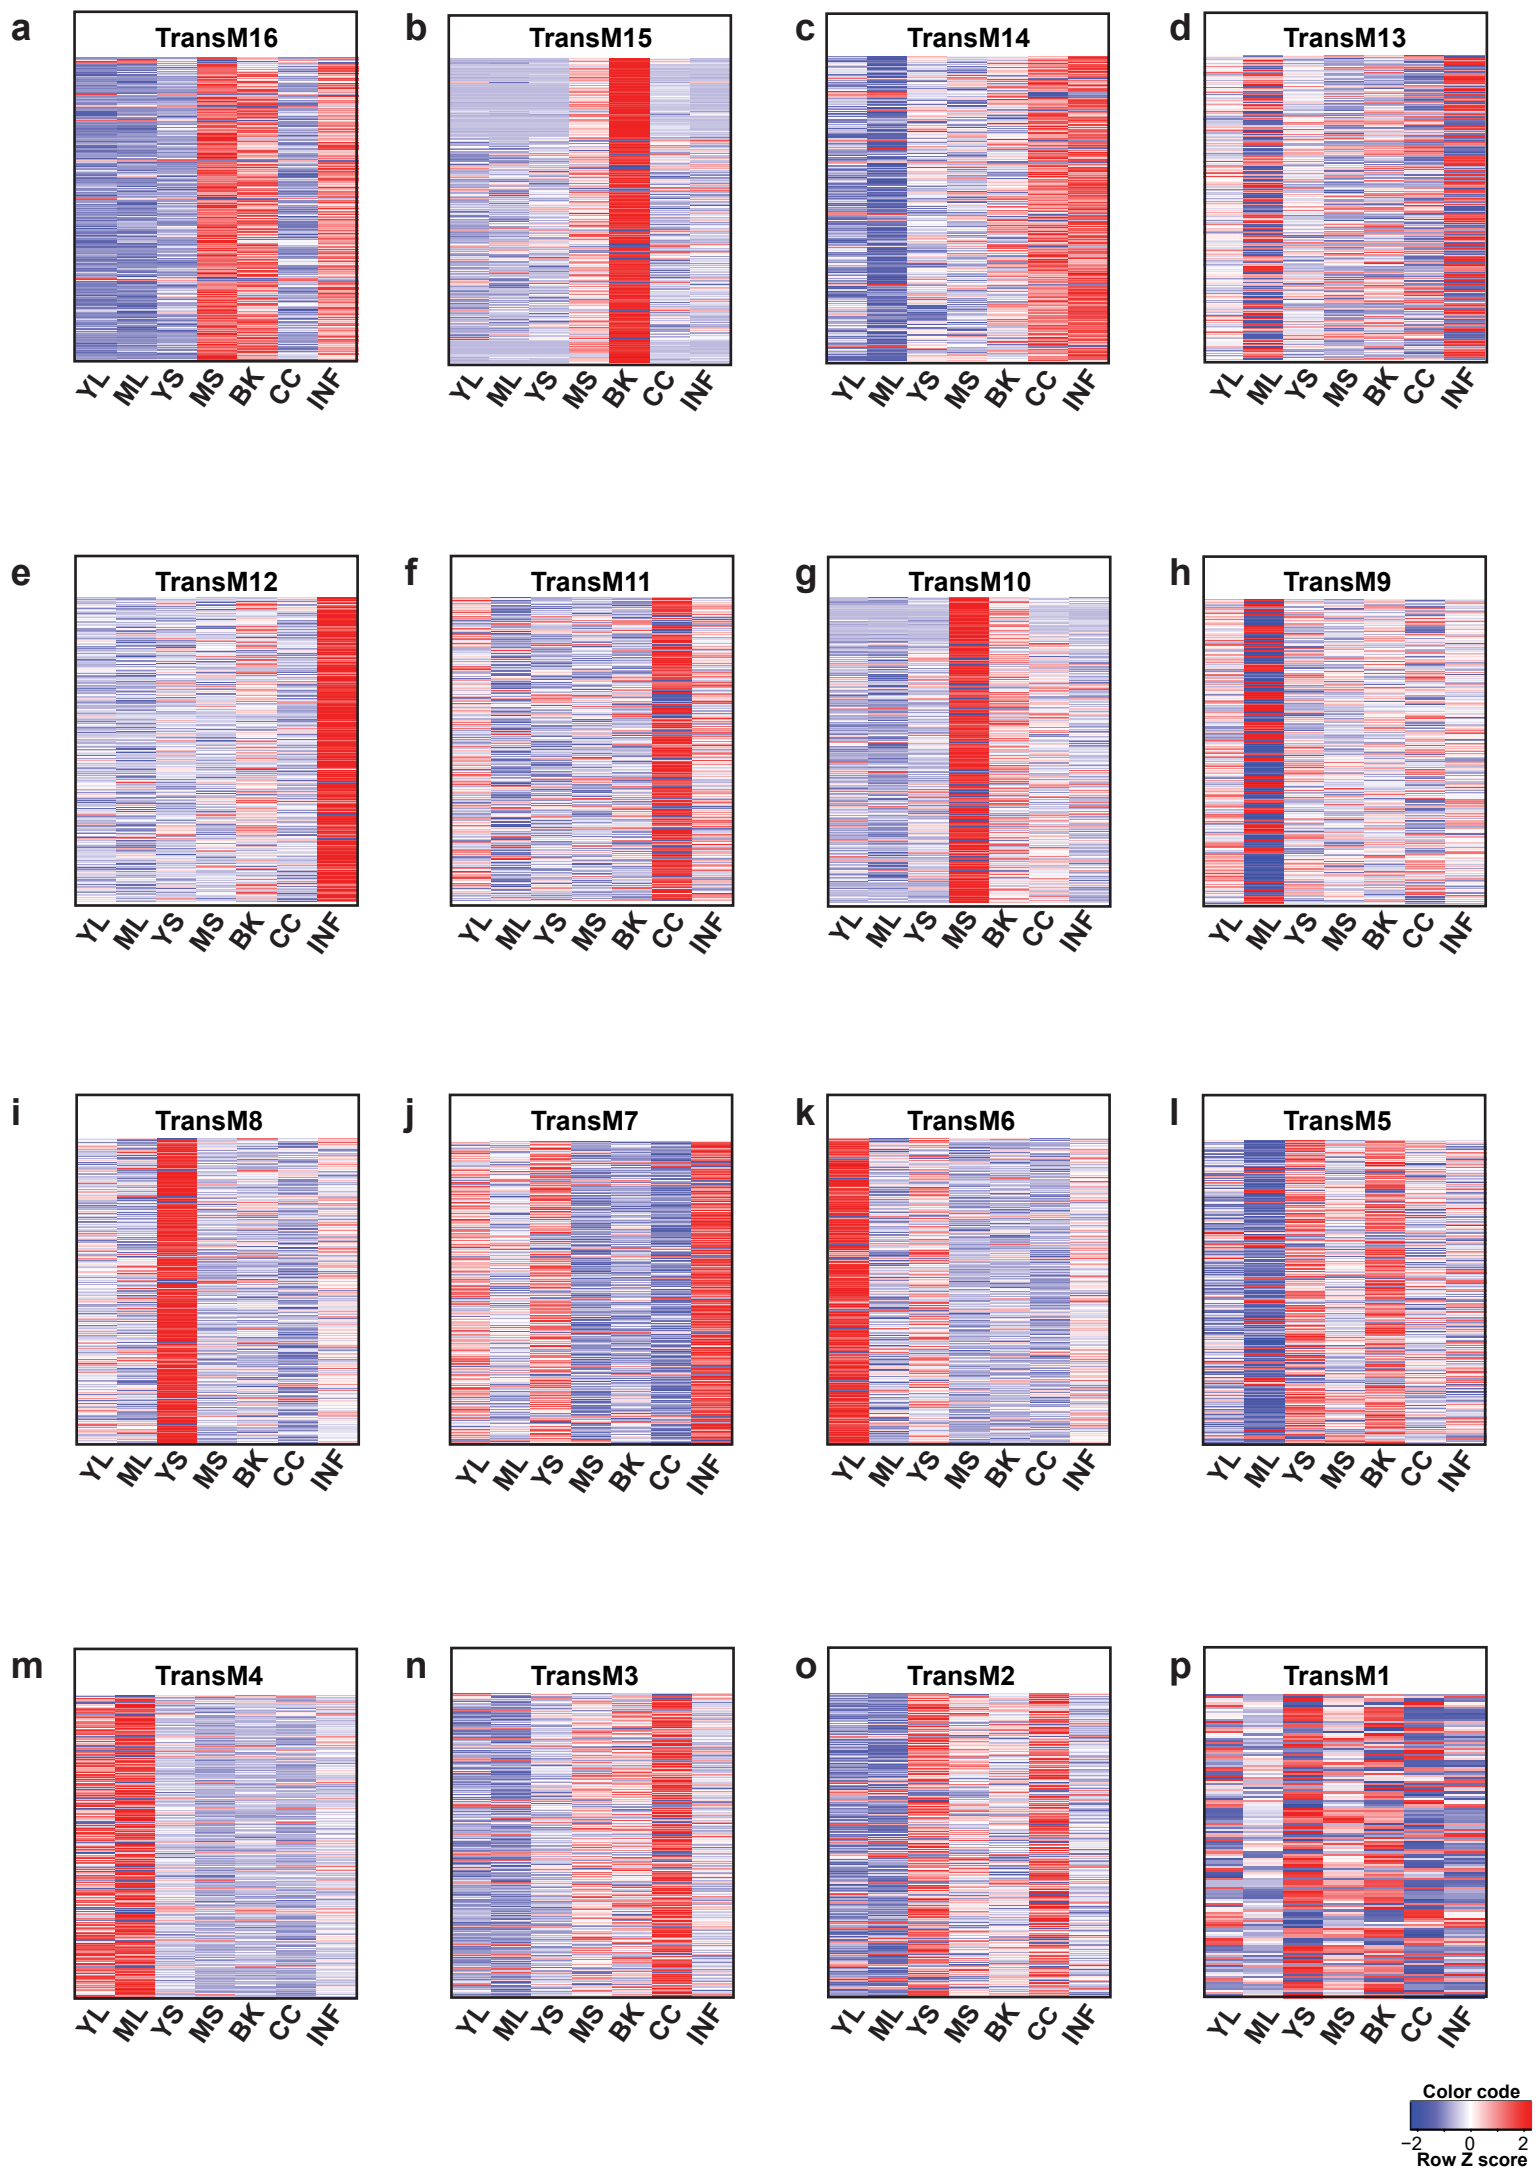 a TransM16 b TransM15 c TransM14 d TransM13
YL ML YS MS BK CC INF YL ML YS MS BK CC INF YL ML YS MS BK CC INF YL ML YS MS BK CC INF
e TransM12 f TransM11 g TransM10 h TransM9
YL ML YS MS BK CC INF YL ML YS MS BK CC INF YL ML YS MS BK CC INF YL ML YS MS BK CC INF
i TransM8 j TransM7 k TransM6 l TransM5
YL ML YS MS BK CC INF YL ML YS MS BK CC INF YL ML YS MS BK CC INF YL ML YS MS BK CC INF
m TransM4 n TransM3 o TransM2 p TransM1
YL ML YS MS BK CC INF YL ML YS MS BK CC INF YL ML YS MS BK CC INF YL ML YS MS BK CC INF
Color code
−2 0 2
Row Z score